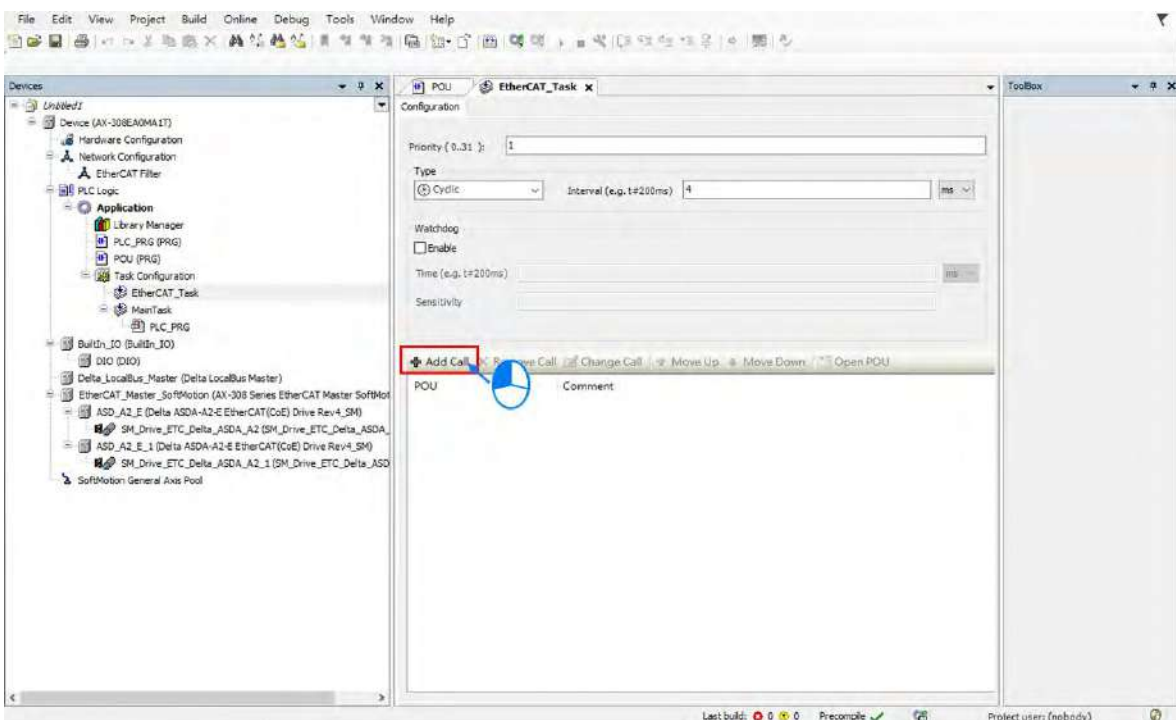 File Edit View Project Build Online Debug Tools Window Help
Devices
POU EtherCAT_Task
ToolBox
Untitled1
Configuration
Device (AX-308EA0MA1T)
Hardware Configuration
Priority ( 0..31 ): 1
Network Configuration
EtherCAT Filter
Type
PLC Logic
Cyclic Interval (e.g. t#200ms) 4 ms
Application
Library Manager
Watchdog
PLC_PRG (PRG)
Enable
POU (PRG)
Time (e.g. t#200ms) ms
Task Configuration
EtherCAT_Task
Sensitivity
MainTask
PLC_PRG
BuiltIn_IO (BuiltIn_IO)
DIO (DIO)
Add Call Call Change Call Move Up Move Down Open POU
Delta_LocalBus_Master (Delta LocalBus Master)
POU Comment
EtherCAT_Master_SoftMotion (AX-308 Series EtherCAT Master SoftMot
ASD_A2_E (Delta ASDA-A2-E EtherCAT(CoE) Drive Rev4_SM)
SM_Drive_ETC_Delta_ASDA_A2 (SM_Drive_ETC_Delta_ASDA_
ASD_A2_E_1 (Delta ASDA-A2-E EtherCAT(CoE) Drive Rev4_SM)
SM_Drive_ETC_Delta_ASDA_A2_1 (SM_Drive_ETC_Delta_ASD
SoftMotion General Axis Pool
Last build: 0 0 Precompile Project user: (nobody)